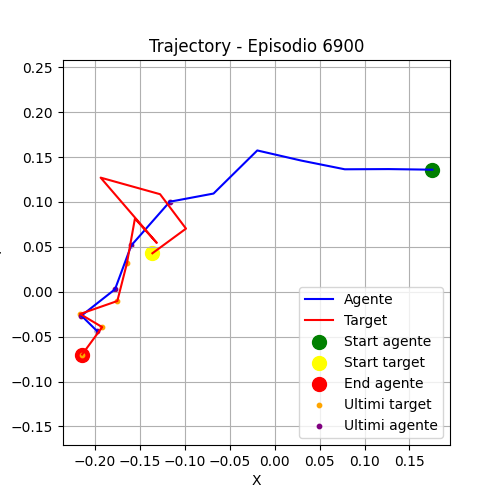 Trajectory - Episodio 6900
0.25
0.20
0.15
0.10
0.05
0.00
−0.05
−0.10
−0.15
−0.20 −0.15 −0.10 −0.05 0.00 0.05 0.10 0.15
X
Agente
Target
Start agente
Start target
End agente
Ultimi target
Ultimi agente